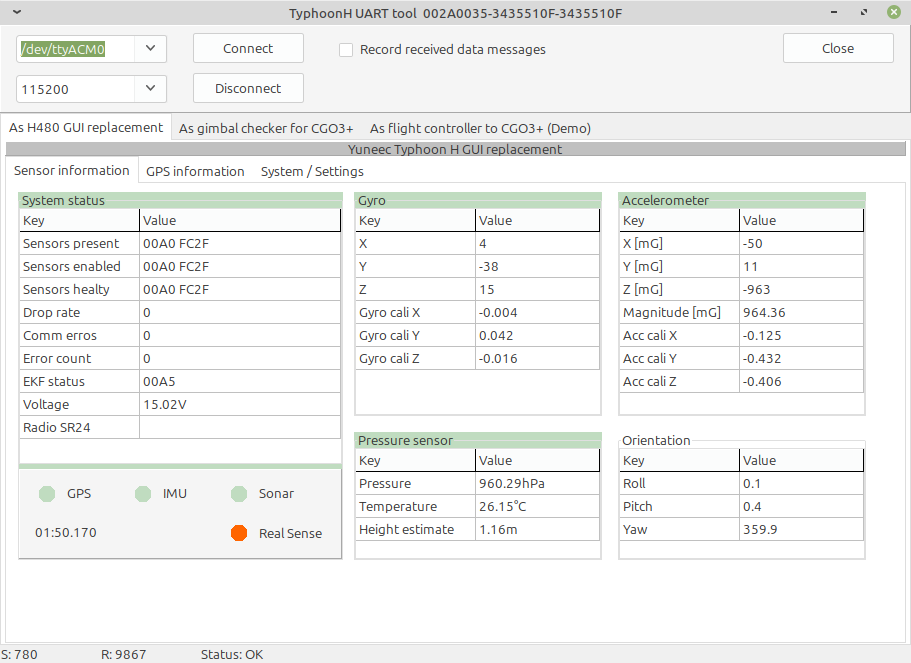 TyphoonH UART tool 002A0035-3435510F-3435510F
/dev/ttyACM0
Connect
Record received data messages
Close
115200
Disconnect
As H480 GUI replacement
As gimbal checker for CGO3+
As flight controller to CGO3+ (Demo)
Yuneec Typhoon H GUI replacement
Sensor information
GPS information
System / Settings
System status
Key Value
Sensors present 00A0 FC2F
Sensors enabled 00A0 FC2F
Sensors healty 00A0 FC2F
Drop rate 0
Comm erros 0
Error count 0
EKF status 00A5
Voltage 15.02V
Radio SR24
GPS IMU Sonar
01:50.170 Real Sense
Gyro
Key Value
X 4
Y -38
Z 15
Gyro cali X -0.004
Gyro cali Y 0.042
Gyro cali Z -0.016
Accelerometer
Key Value
X [mG] -50
Y [mG] 11
Z [mG] -963
Magnitude [mG] 964.36
Acc cali X -0.125
Acc cali Y -0.432
Acc cali Z -0.406
Pressure sensor
Key Value
Pressure 960.29hPa
Temperature 26.15°C
Height estimate 1.16m
Orientation
Key Value
Roll 0.1
Pitch 0.4
Yaw 359.9
S: 780 R: 9867 Status: OK